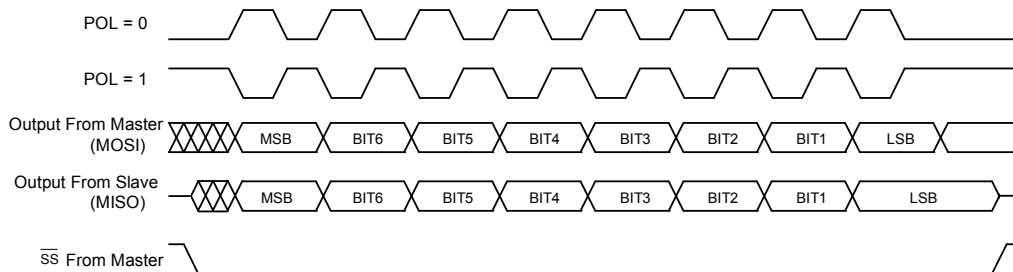 POL = 0
POL = 1
Output From Master
(MOSI)
MSB BIT6 BIT5 BIT4 BIT3 BIT2 BIT1 LSB
Output From Slave
(MISO)
MSB BIT6 BIT5 BIT4 BIT3 BIT2 BIT1 LSB
SS From Master